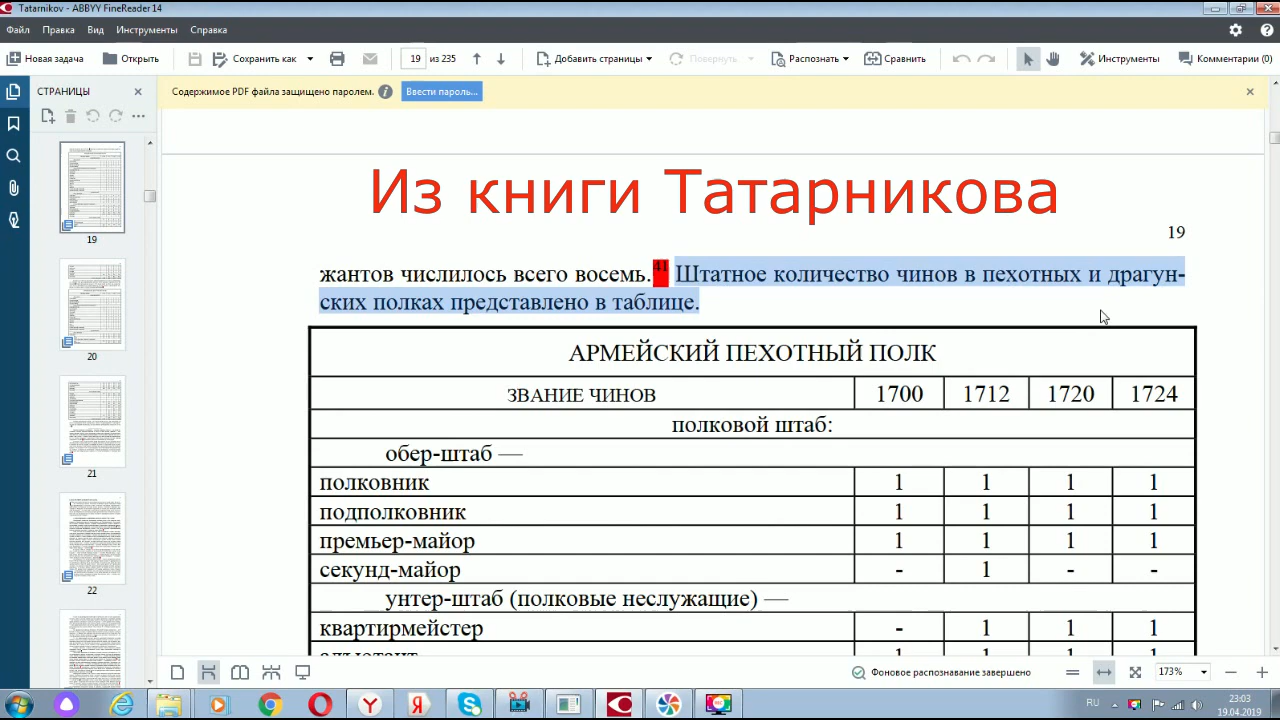 Tatarnikov - ABBYY FineReader 14
Файл Правка Вид Инструменты Справка
Новая задача Открыть Сохранить как 19 из 235 Добавить страницы Повернуть Распознать Сравнить Инструменты Комментарии (0)
СТРАНИЦЫ
Содержимое PDF файла защищено паролем. Ввести пароль...
Из книги Татарникова
19
жантов числилось всего восемь.41 Штатное количество чинов в пехотных и драгун-
ских полках представлено в таблице.
АРМЕЙСКИЙ ПЕХОТНЫЙ ПОЛК
ЗВАНИЕ ЧИНОВ 1700 1712 1720 1724
полковой штаб:
обер-штаб —
полковник 1 1 1 1
подполковник 1 1 1 1
премьер-майор 1 1 1 1
секунд-майор - 1 - -
унтер-штаб (полковые неслужащие) —
квартирмейстер - 1 1 1
19
20
21
22
Фоновое распознавание завершено 173%
RU 23:03
19.04.2019